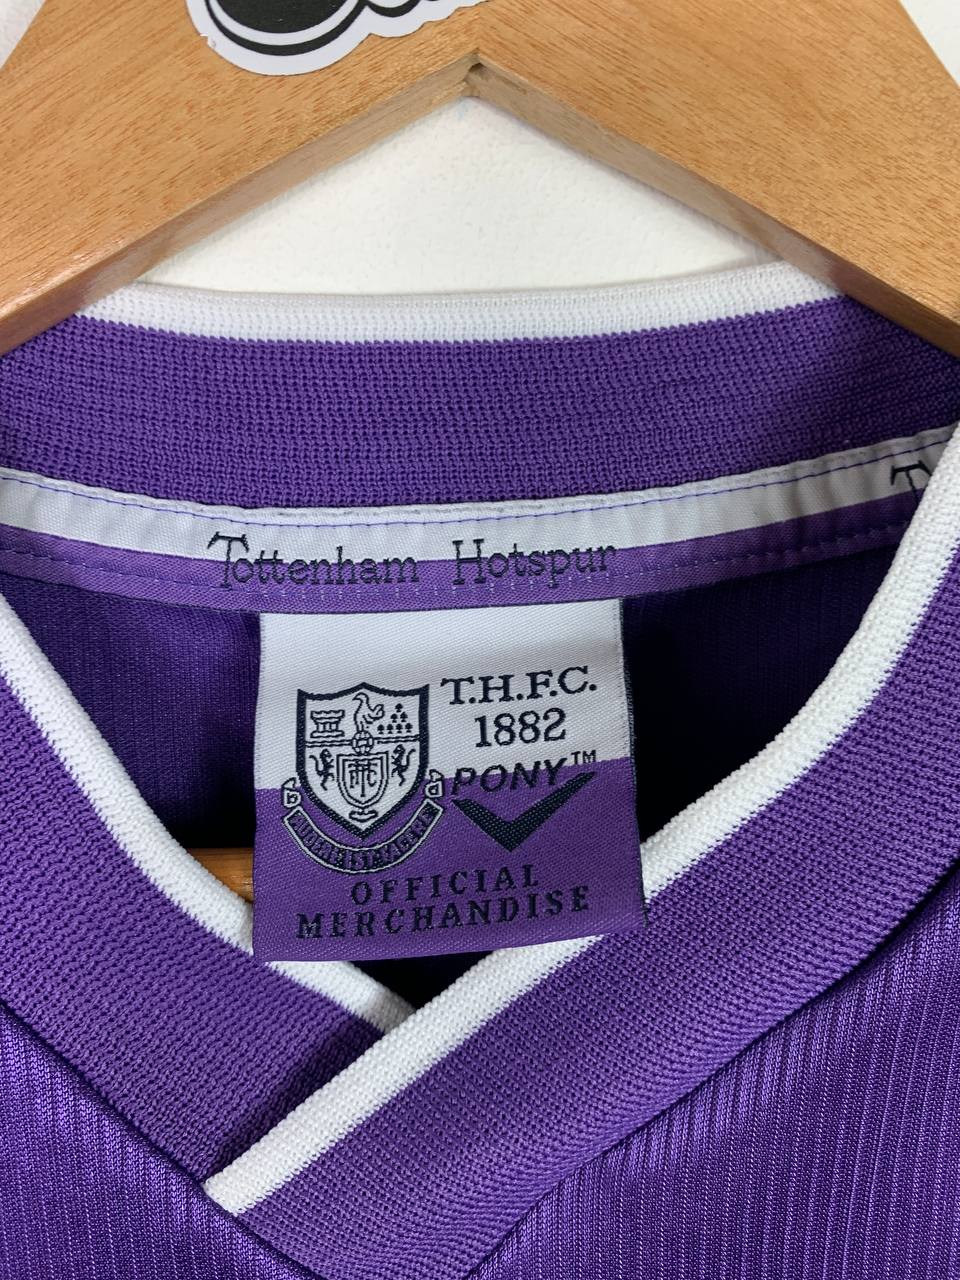 Tottenham Hotspur
T.H.F.C.
1882
PONY™
OFFICIAL
MERCHANDISE